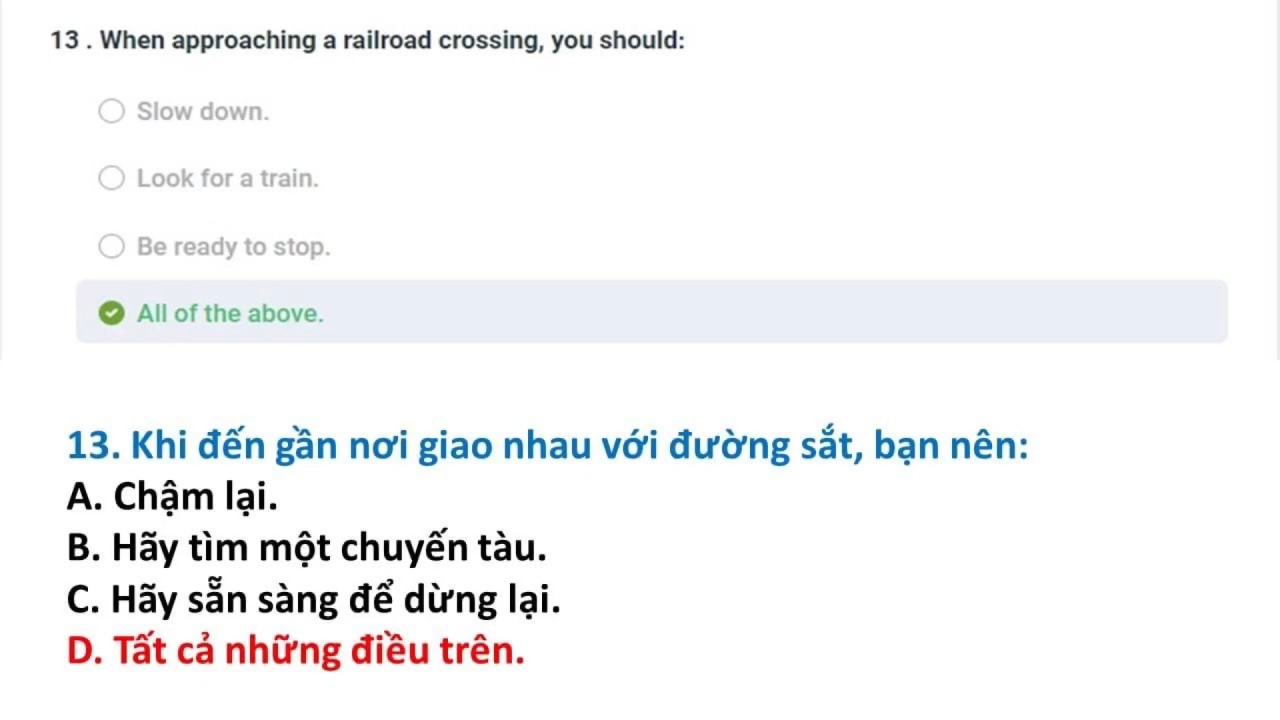 13 . When approaching a railroad crossing, you should:
Slow down.
Look for a train.
Be ready to stop.
All of the above.
13. Khi đến gần nơi giao nhau với đường sắt, bạn nên:
A. Chậm lại.
B. Hãy tìm một chuyến tàu.
C. Hãy sẵn sàng để dừng lại.
D. Tất cả những điều trên.